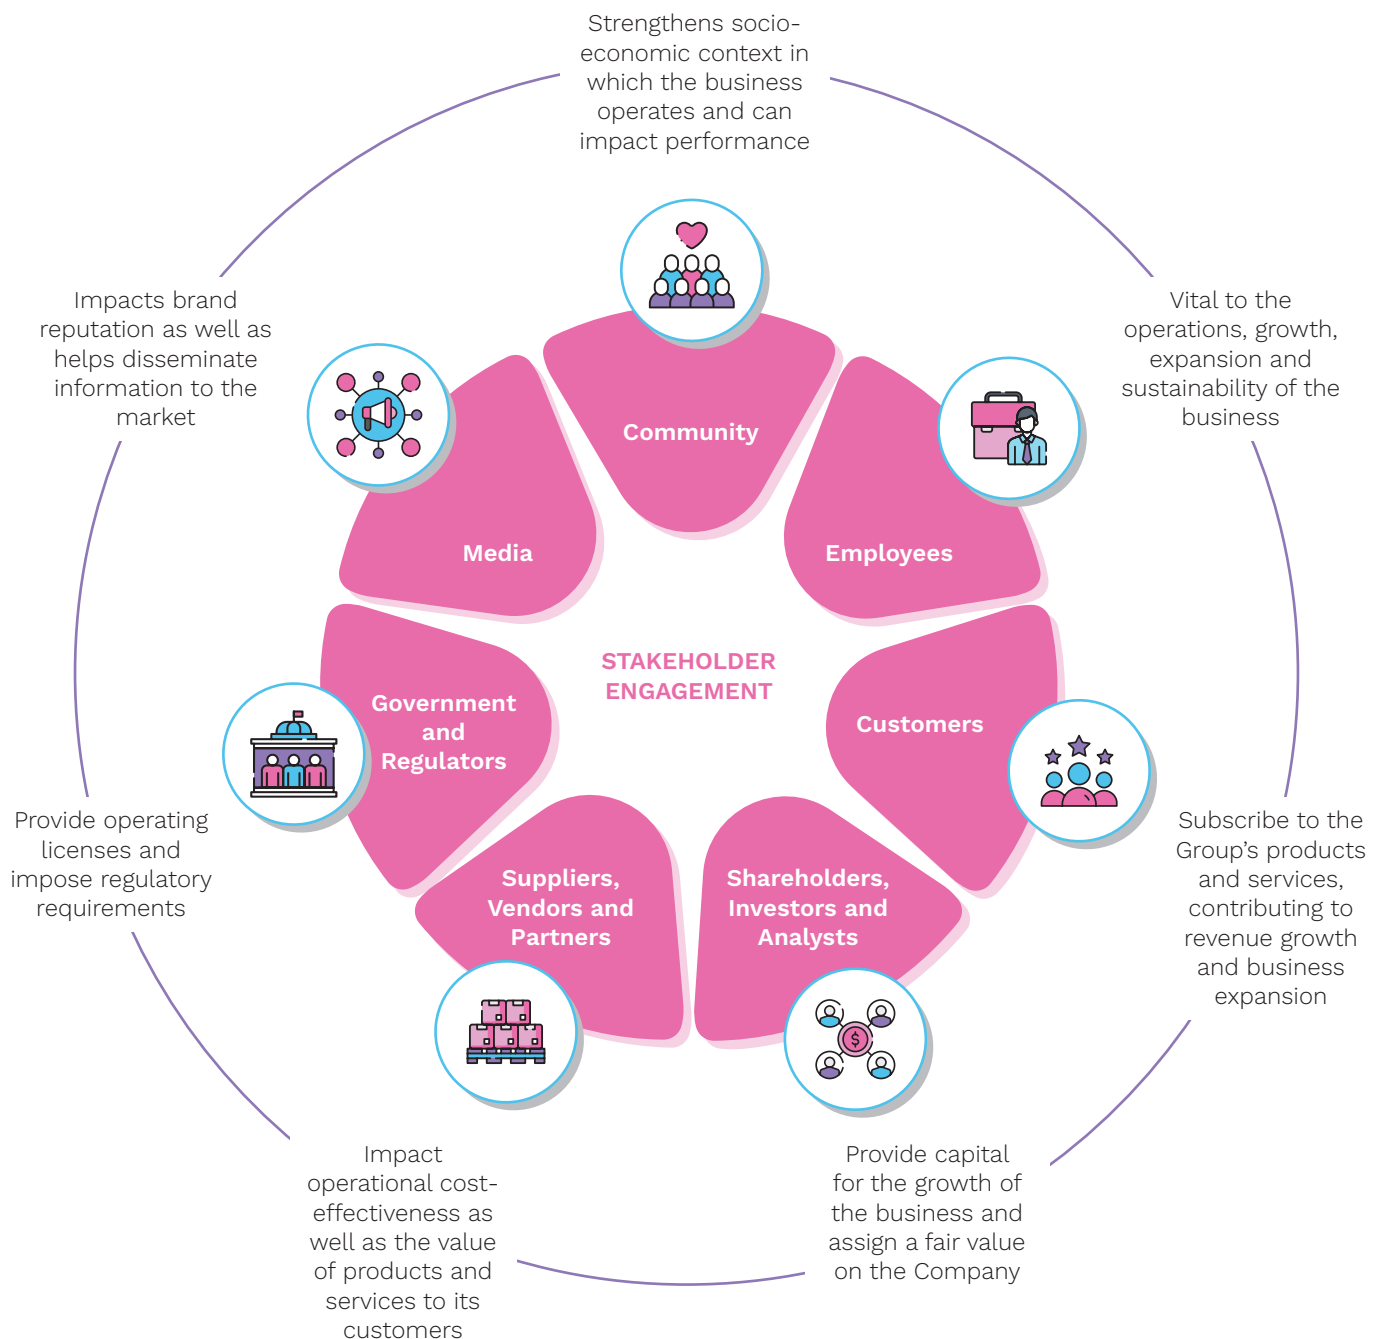 Strengthens socio-
economic context in
which the business
operates and can
impact performance
Impacts brand
reputation as well as
helps disseminate
information to the
market
Vital to the
operations, growth,
expansion and
sustainability of the
business
Community
Media
Employees
STAKEHOLDER
ENGAGEMENT
Government
and
Regulators
Customers
Provide operating
licenses and
impose regulatory
requirements
Subscribe to the
Group’s products
and services,
contributing to
revenue growth
and business
expansion
Suppliers,
Vendors and
Partners
Shareholders,
Investors and
Analysts
$
Impact
operational cost-
effectiveness as
well as the value
of products and
services to its
customers
Provide capital
for the growth of
the business and
assign a fair value
on the Company